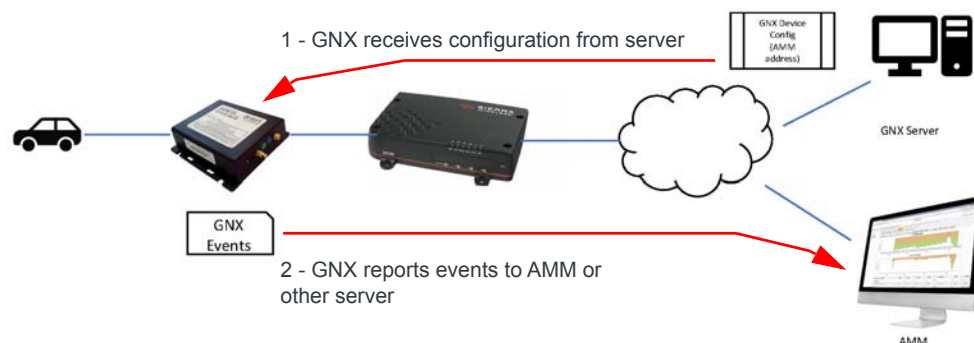 1 - GNX receives configuration from server
GNX Device
Config
(AMM
address)
SIERRA
GNX Server
GNX
Events
2 - GNX reports events to AMM or
other server
AMM